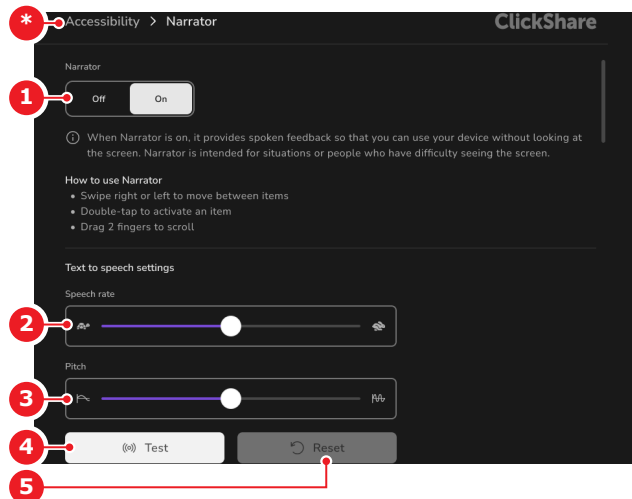 *
Accessibility > Narrator
ClickShare
Narrator
1
Off
On
When Narrator is on, it provides spoken feedback so that you can use your device without looking at
the screen. Narrator is intended for situations or people who have difficulty seeing the screen.
How to use Narrator
• Swipe right or left to move between items
• Double-tap to activate an item
• Drag 2 fingers to scroll
Text to speech settings
Speech rate
2
Pitch
3
4
Test
Reset
5